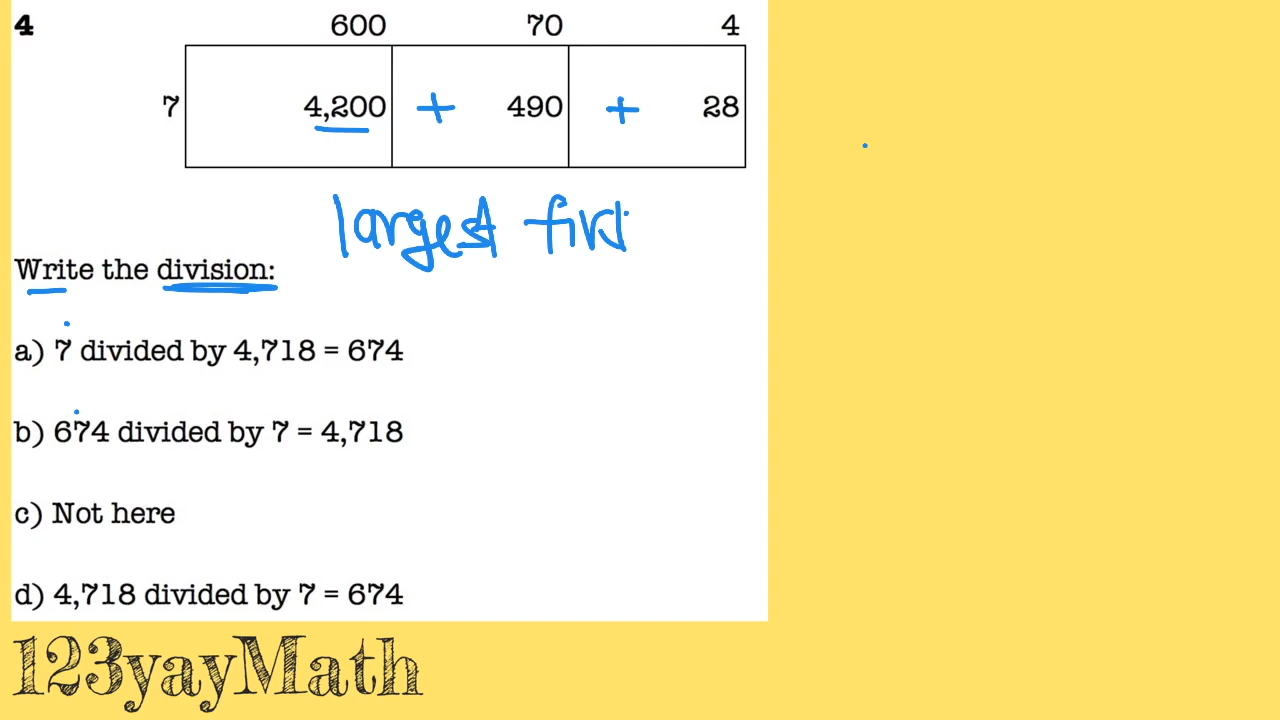 4 600 70 4
7 4,200 + 490 + 28
largest first
Write the division:
a) 7 divided by 4,718 = 674
b) 674 divided by 7 = 4,718
c) Not here
d) 4,718 divided by 7 = 674
123yayMath